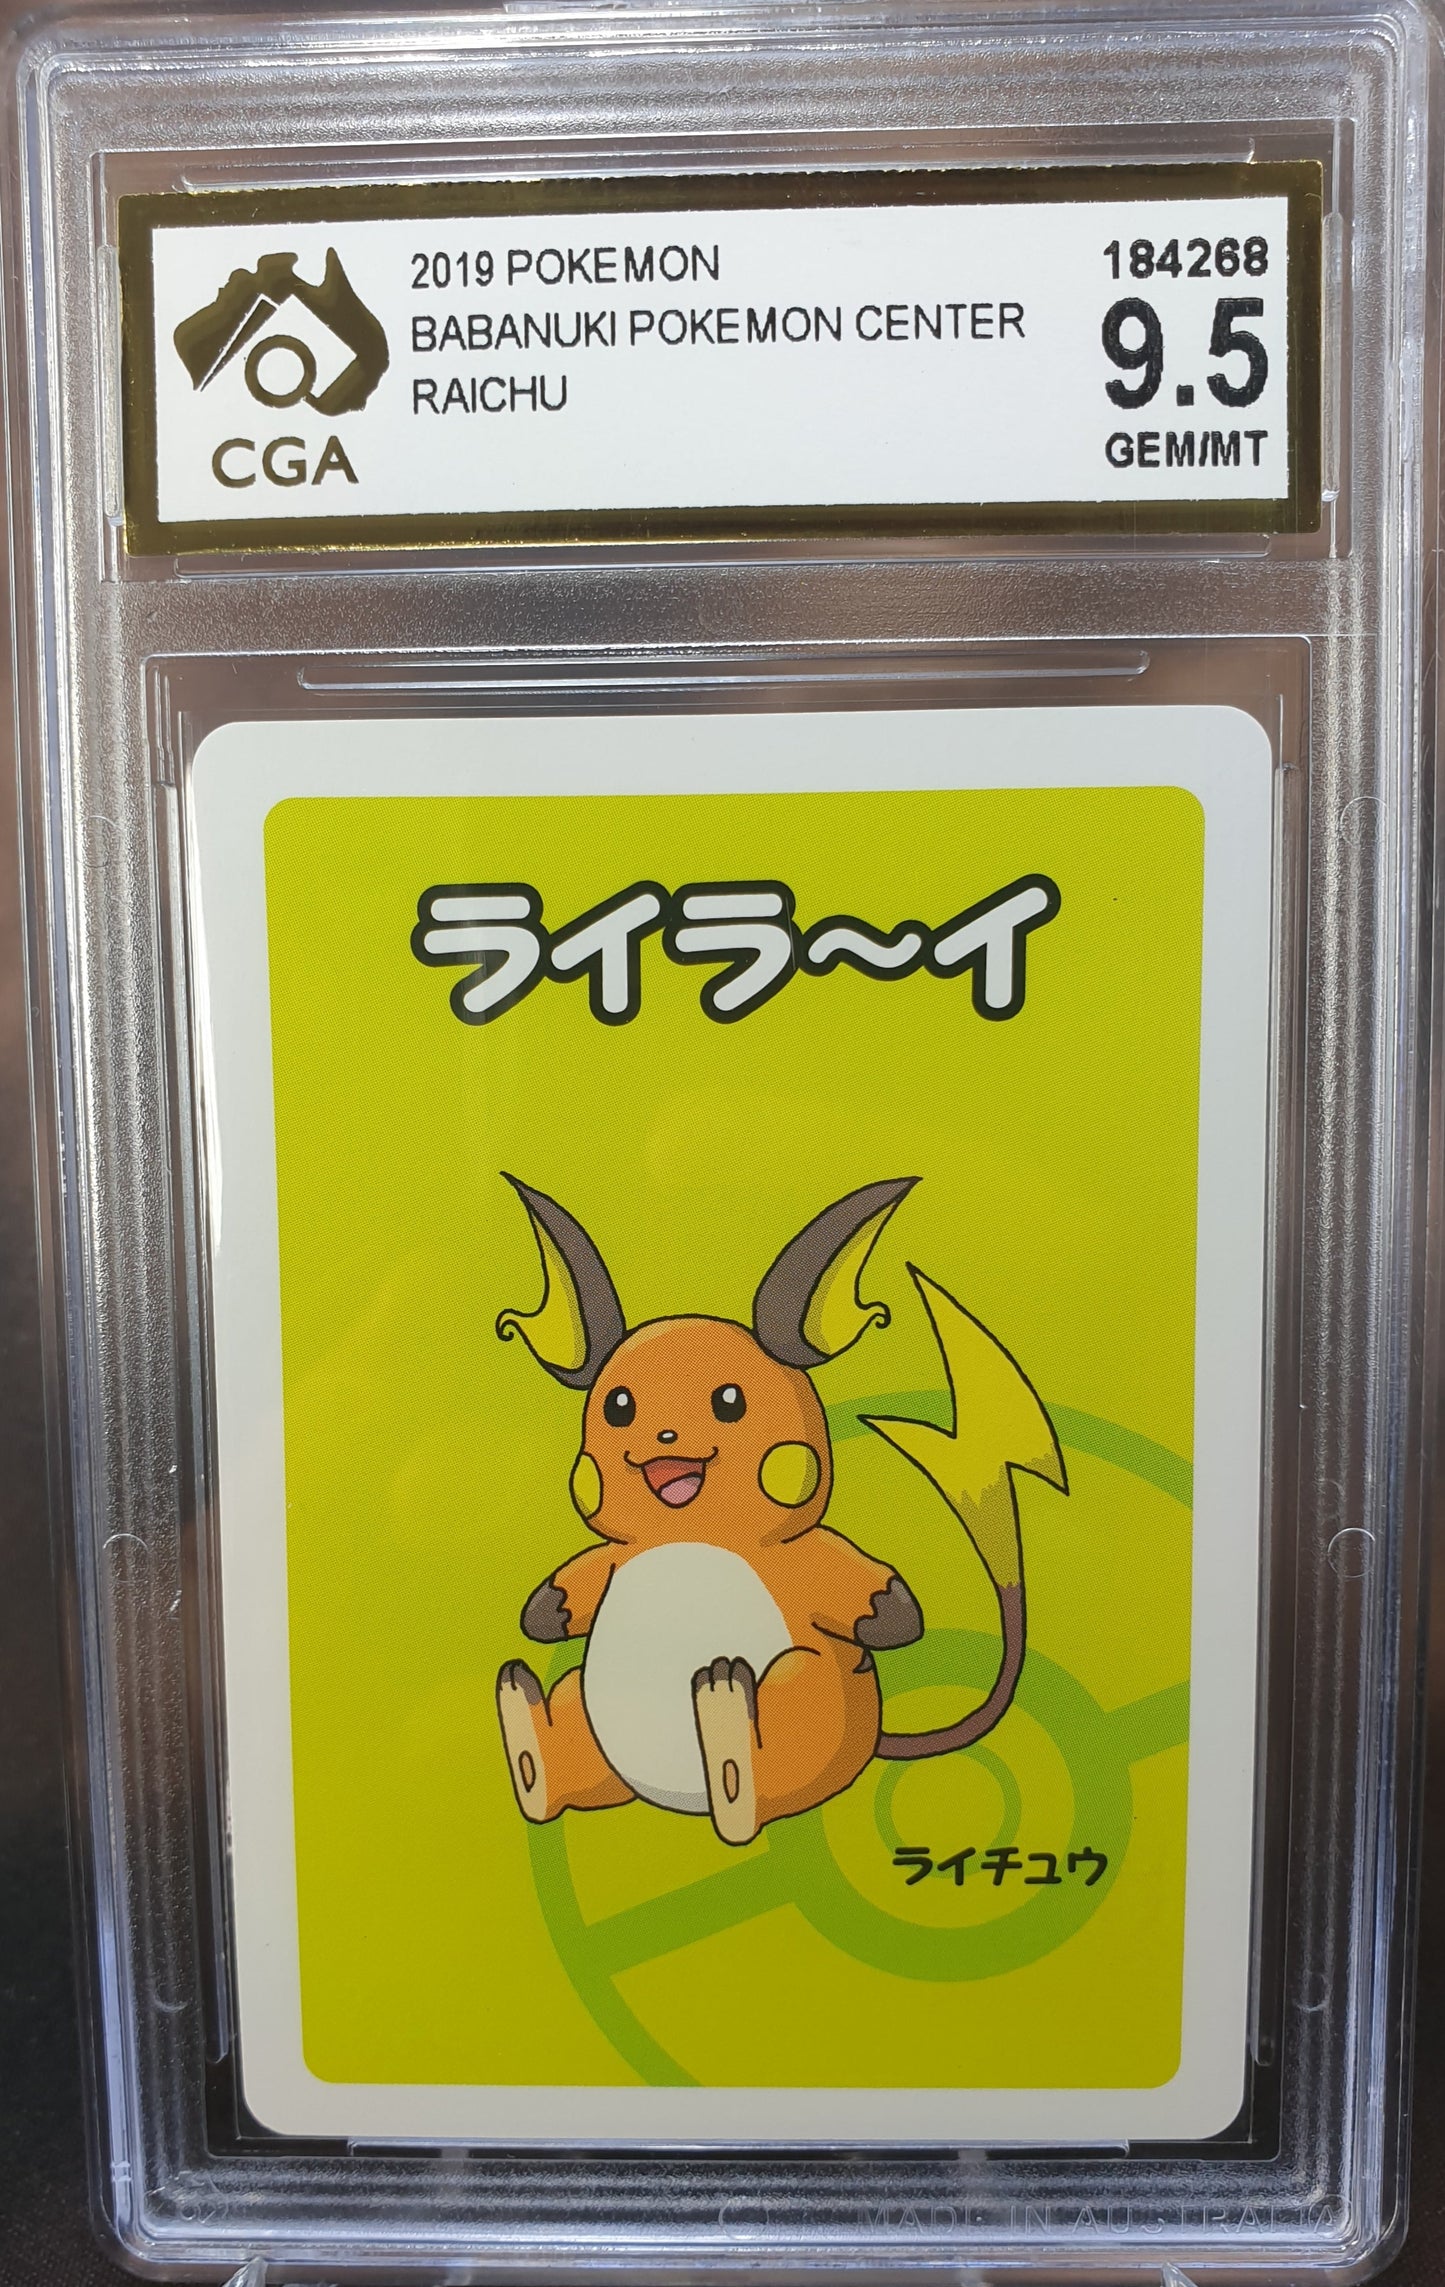 2019 POKEMON
BABANUKI POKEMON CENTER
RAICHU
184268
9.5
GEM/MT
CGA
ライラ〜イ
ライチュウ
MADE IN AUSTRALIA